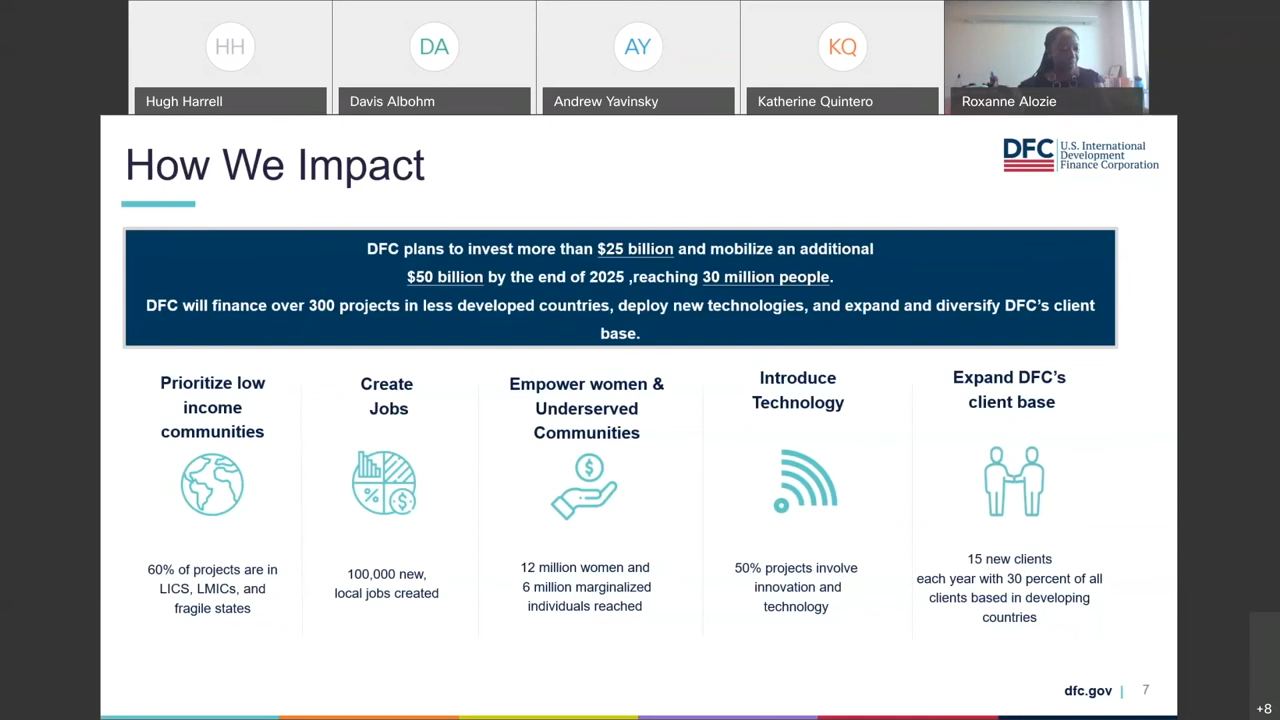 HH
DA
AY
KQ
Hugh Harrell
Davis Albohm
Andrew Yavinsky
Katherine Quintero
Roxanne Alozie
How We Impact
DFC
U.S. International
Development
Finance Corporation
DFC plans to invest more than $25 billion and mobilize an additional
$50 billion by the end of 2025 ,reaching 30 million people.
DFC will finance over 300 projects in less developed countries, deploy new technologies, and expand and diversify DFC's client
base.
Prioritize low
income
communities
60% of projects are in
LICS, LMICs, and
fragile states
Create
Jobs
%
$
100,000 new,
local jobs created
Empower women &
Underserved
Communities
$
12 million women and
6 million marginalized
individuals reached
Introduce
Technology
50% projects involve
innovation and
technology
Expand DFC's
client base
15 new clients
each year with 30 percent of all
clients based in developing
countries
dfc.gov | 7
+8